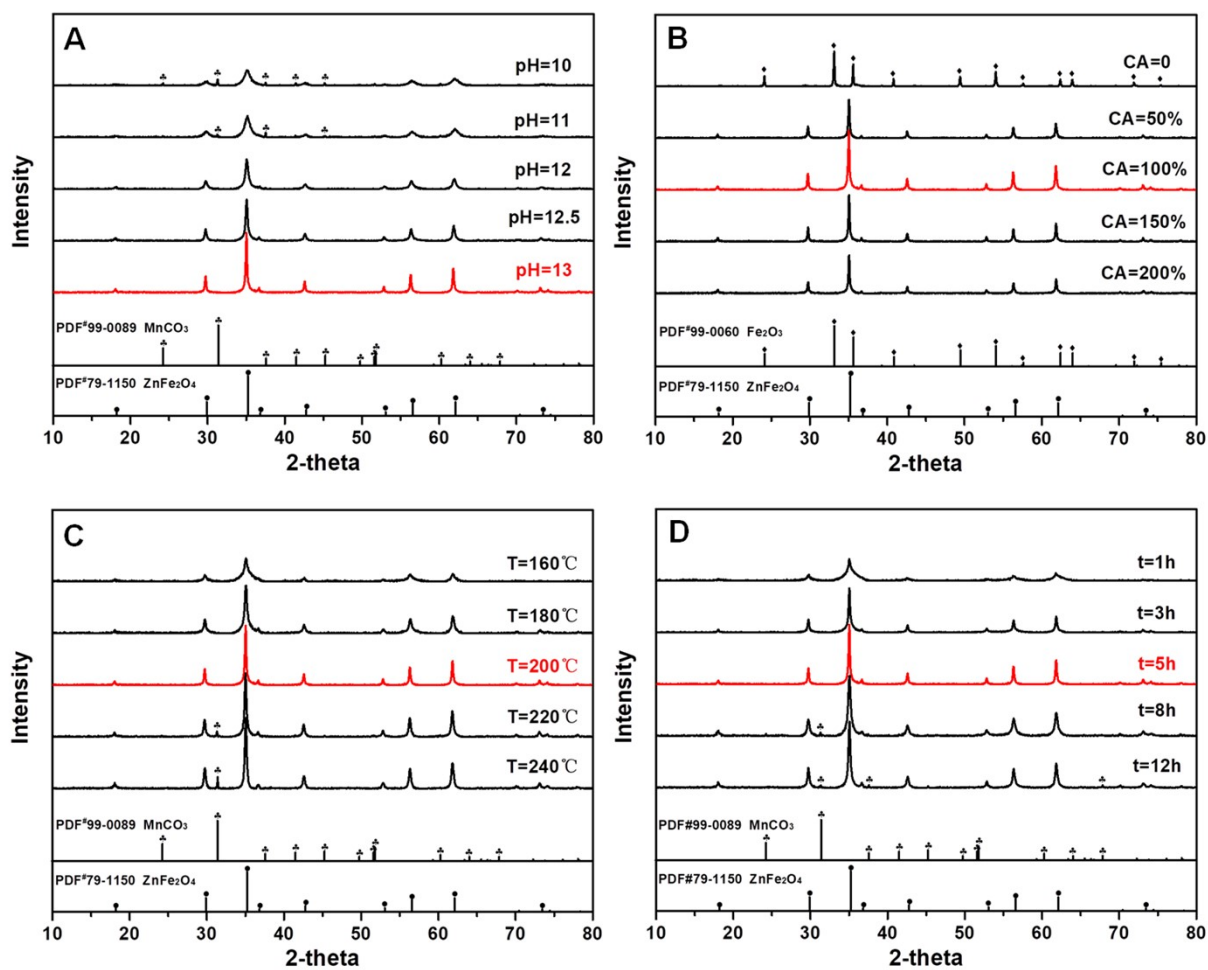 A
pH=10
pH=11
pH=12
pH=12.5
pH=13
PDF#99-0089 MnCO₃
PDF#79-1150 ZnFe₂O₄
Intensity
10 20 30 40 50 60 70 80
2-theta
B
CA=0
CA=50%
CA=100%
CA=150%
CA=200%
PDF#99-0060 Fe₂O₃
PDF#79-1150 ZnFe₂O₄
Intensity
10 20 30 40 50 60 70 80
2-theta
C
T=160℃
T=180℃
T=200℃
T=220℃
T=240℃
PDF#99-0089 MnCO₃
PDF#79-1150 ZnFe₂O₄
Intensity
10 20 30 40 50 60 70 80
2-theta
D
t=1h
t=3h
t=5h
t=8h
t=12h
PDF#99-0089 MnCO₃
PDF#79-1150 ZnFe₂O₄
Intensity
10 20 30 40 50 60 70 80
2-theta